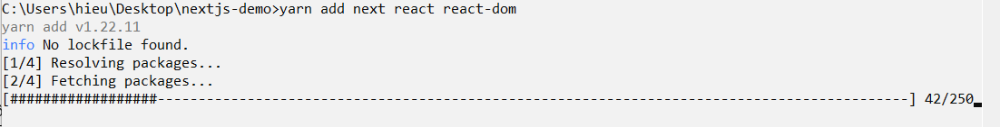 C:\Users\hieu\Desktop\nextjs-demo>yarn add next react react-dom
yarn add v1.22.11
info No lockfile found.
[1/4] Resolving packages...
[2/4] Fetching packages...
[##################--------------------------------------------------------------------------------------------] 42/250